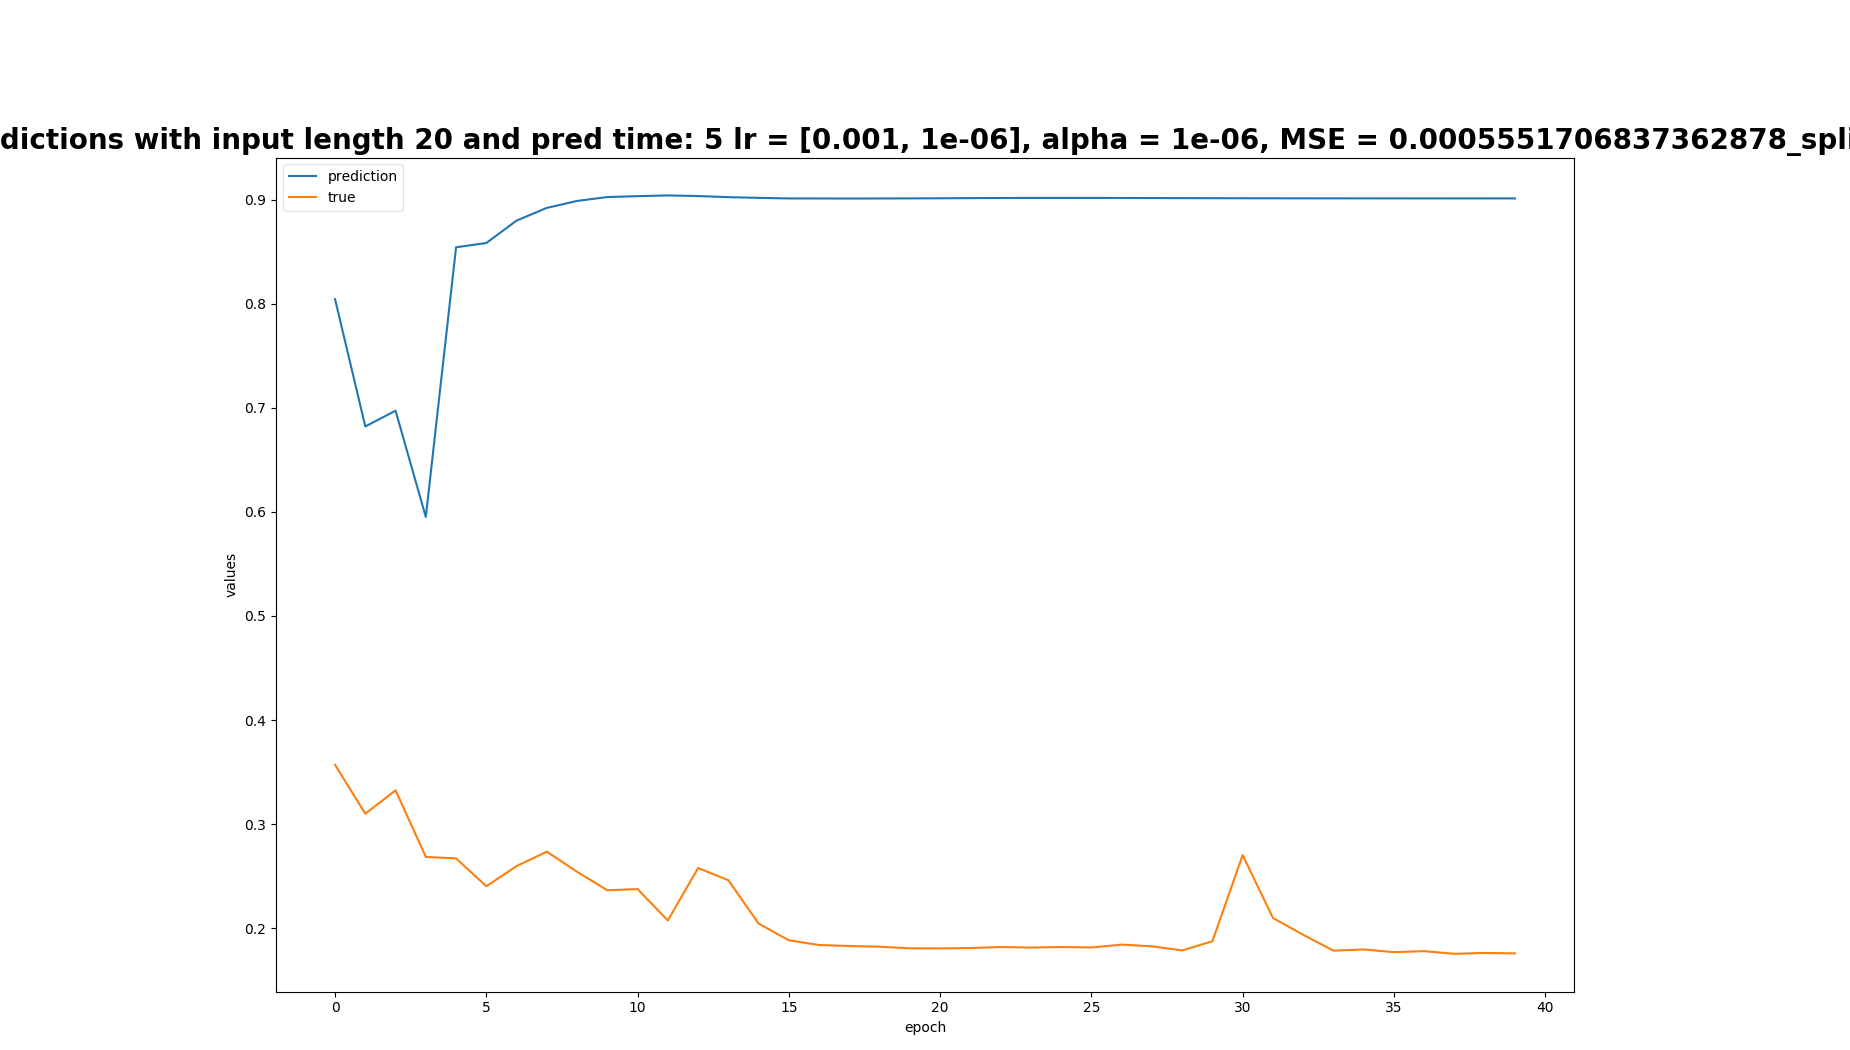 dictions with input length 20 and pred time: 5 lr = [0.001, 1e-06], alpha = 1e-06, MSE = 0.0005551706837362878_spli
prediction
true
0.9
0.8
0.7
0.6
0.5
0.4
0.3
0.2
values
0 5 10 15 20 25 30 35 40
epoch